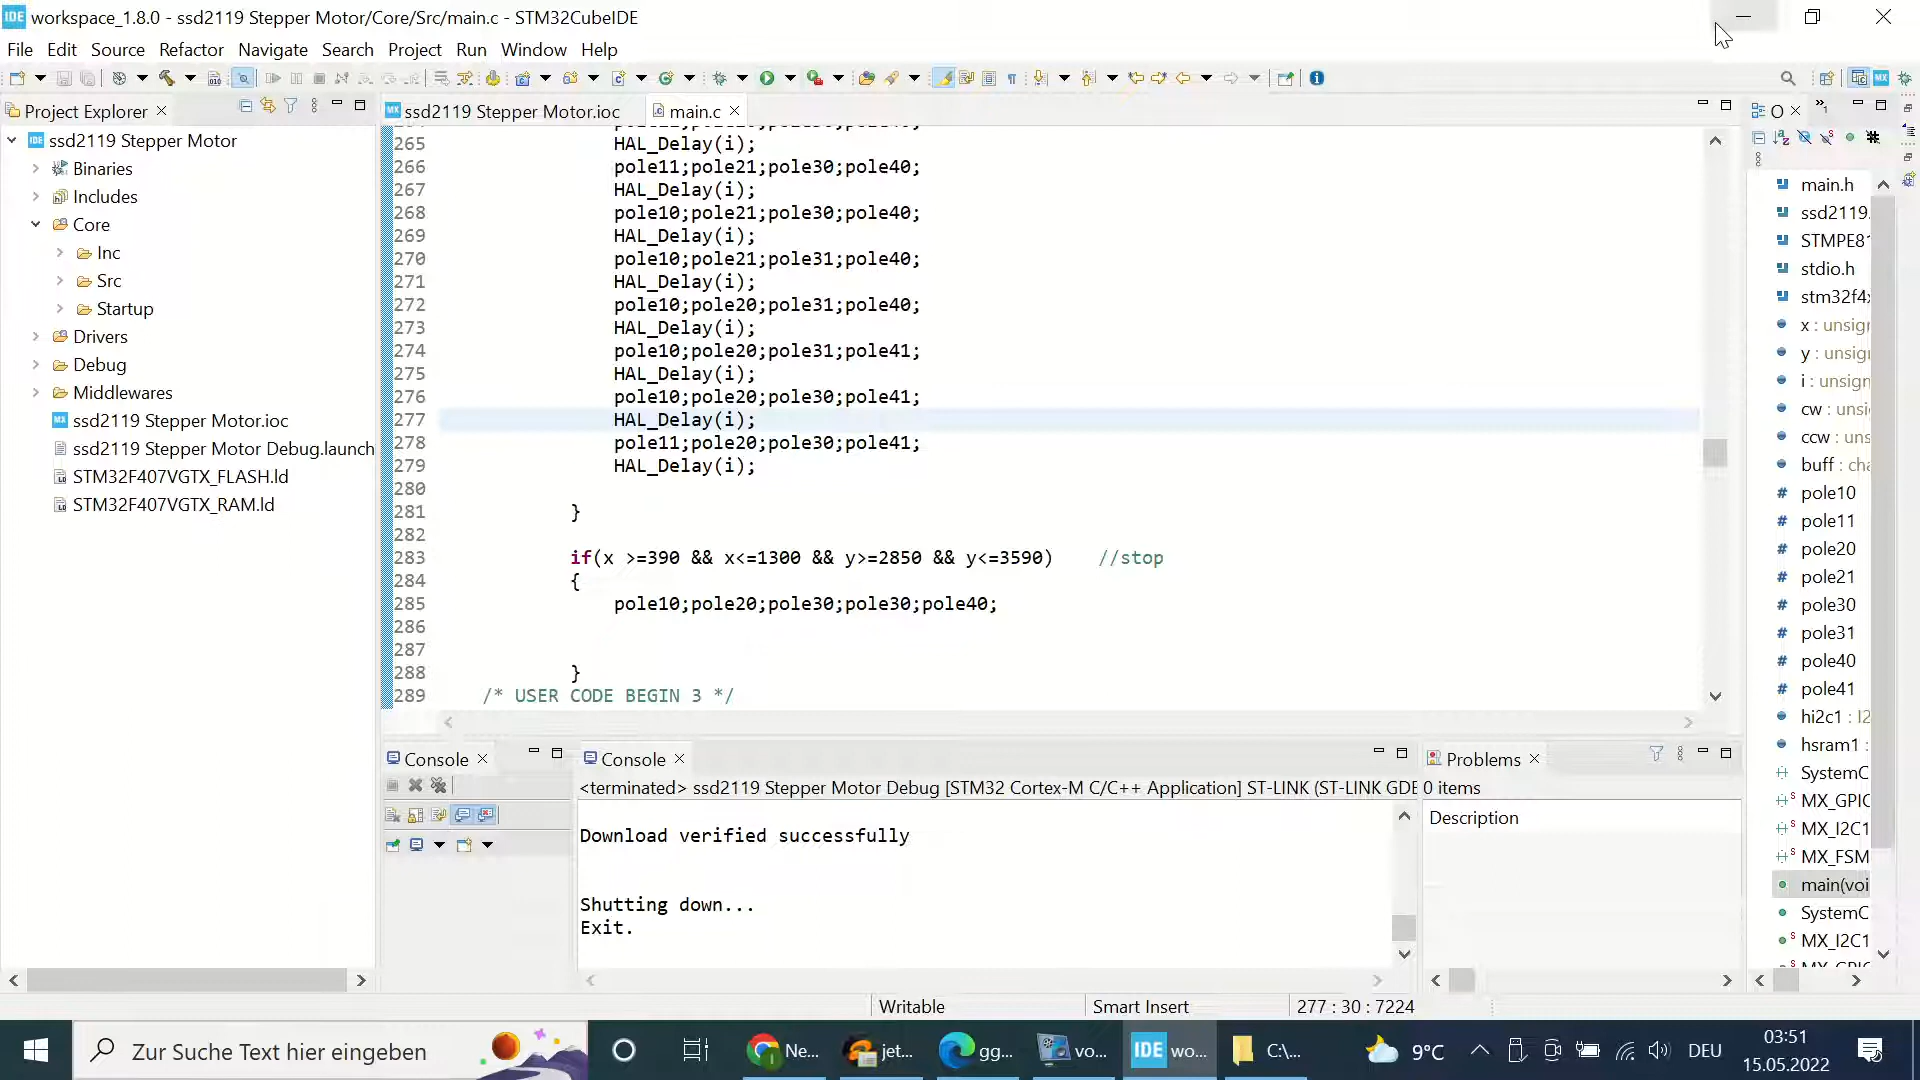 workspace_1.8.0 - ssd2119 Stepper Motor/Core/Src/main.c - STM32CubeIDE
File Edit Source Refactor Navigate Search Project Run Window Help
Project Explorer
ssd2119 Stepper Motor
Binaries
Includes
Core
Inc
Src
Startup
Drivers
Debug
Middlewares
ssd2119 Stepper Motor.ioc
ssd2119 Stepper Motor Debug.launch
STM32F407VGTX_FLASH.ld
STM32F407VGTX_RAM.ld
ssd2119 Stepper Motor.ioc main.c
265 HAL_Delay(i);
266 pole11;pole21;pole30;pole40;
267 HAL_Delay(i);
268 pole10;pole21;pole30;pole40;
269 HAL_Delay(i);
270 pole10;pole21;pole31;pole40;
271 HAL_Delay(i);
272 pole10;pole20;pole31;pole40;
273 HAL_Delay(i);
274 pole10;pole20;pole31;pole41;
275 HAL_Delay(i);
276 pole10;pole20;pole30;pole41;
277 HAL_Delay(i);
278 pole11;pole20;pole30;pole41;
279 HAL_Delay(i);
280
281 }
282
283 if(x >=390 && x<=1300 && y>=2850 && y<=3590) //stop
284 {
285 pole10;pole20;pole30;pole30;pole40;
286
287
288 }
289 /* USER CODE BEGIN 3 */
O
main.h
ssd2119.
STMPE81
stdio.h
stm32f4x
x : unsign
y : unsign
i : unsign
cw : unsi
ccw : uns
buff : cha
pole10
pole11
pole20
pole21
pole30
pole31
pole40
pole41
hi2c1 : I2
hsram1 :
SystemC
MX_GPIO
MX_I2C1
MX_FSM
main(voi
SystemC
MX_I2C1
MX_GPIO
Console
Console
<terminated> ssd2119 Stepper Motor Debug [STM32 Cortex-M C/C++ Application] ST-LINK (ST-LINK GDE
Download verified successfully
Shutting down...
Exit.
Problems
0 items
Description
Writable Smart Insert 277 : 30 : 7224
Zur Suche Text hier eingeben
Ne... jet... gg... vo... IDE wo... C:\...
9°C DEU 03:51
15.05.2022